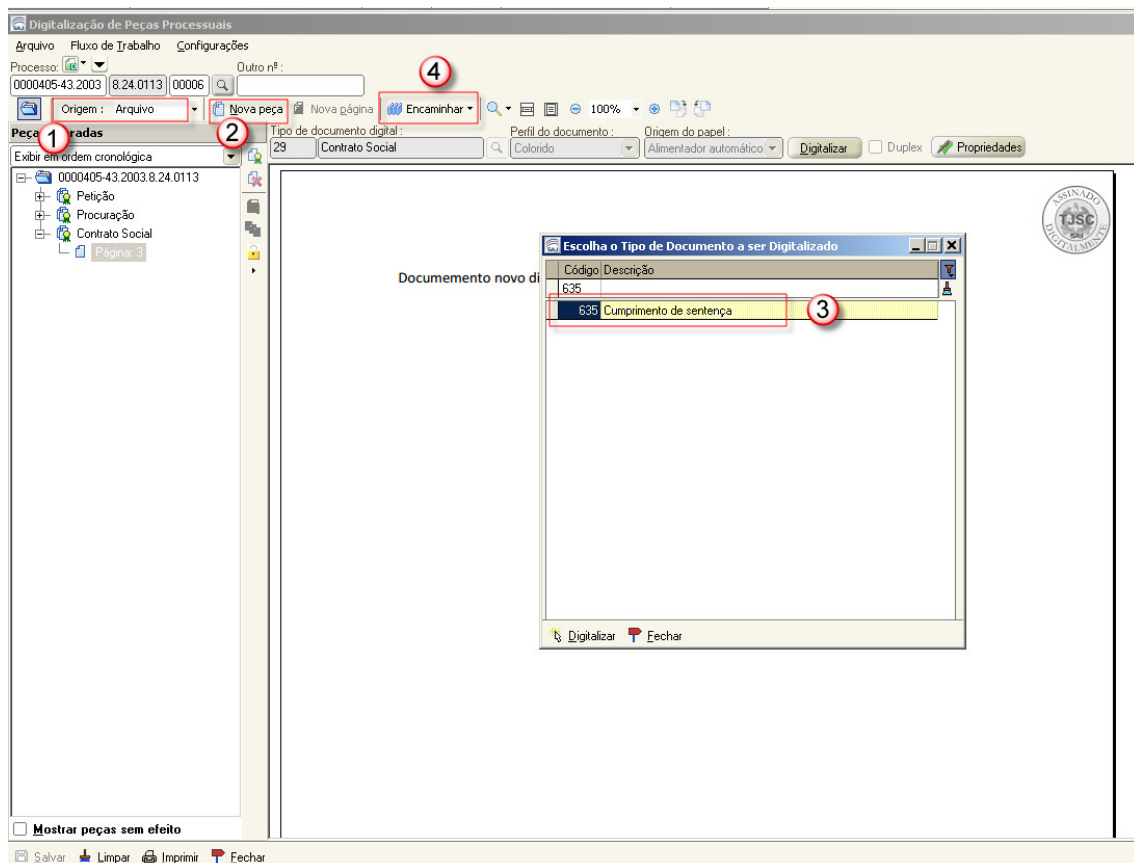 Digitalização de Peças Processuais
Arquivo Fluxo de Trabalho Configurações
Processo: Outro nº :
0000405-43.2003 8.24.0113 00006
4
Origem : Arquivo Nova peça Nova página Encaminhar 100%
1
2
Tipo de documento digital : Perfil do documento : Origem do papel :
29 Contrato Social Colorido Alimentador automático Digitalizar Duplex Propriedades
Exibir em ordem cronológica
0000405-43.2003.8.24.0113
Petição
Procuração
Contrato Social
Página: 3
ASSINADO
TJSC
DIGITALMENTE
Documemento novo di
Escolha o Tipo de Documento a ser Digitalizado
Código Descrição
635
635 Cumprimento de sentença
3
Digitalizar Fechar
Mostrar peças sem efeito
Salvar Limpar Imprimir Fechar